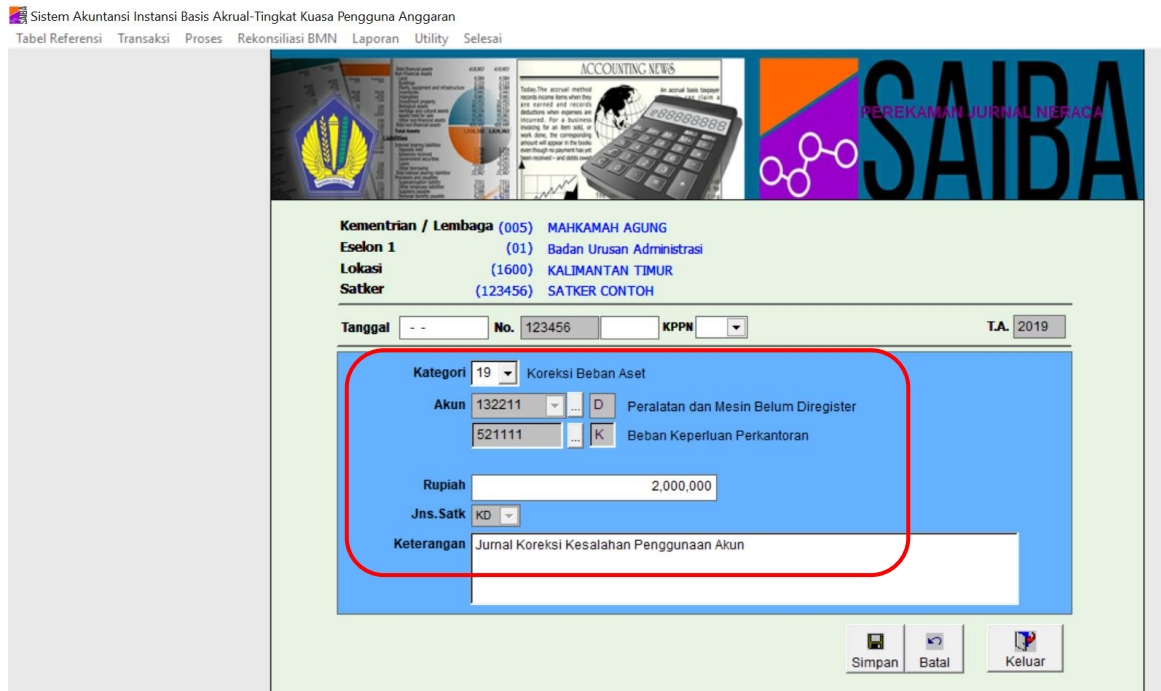 Sistem Akuntansi Instansi Basis Akrual-Tingkat Kuasa Pengguna Anggaran
Tabel Referensi Transaksi Proses Rekonsiliasi BMN Laporan Utility Selesai
ACCOUNTING NEWS
SAIBA
PEREKAMAN JURNAL NERACA
Kementrian / Lembaga (005) MAHKAMAH AGUNG
Eselon 1 (01) Badan Urusan Administrasi
Lokasi (1600) KALIMANTAN TIMUR
Satker (123456) SATKER CONTOH
Tanggal - - No. 123456 KPPN T.A. 2019
Kategori 19 Koreksi Beban Aset
Akun 132211 ... D Peralatan dan Mesin Belum Diregister
521111 ... K Beban Keperluan Perkantoran
Rupiah 2,000,000
Jns.Satk KD
Keterangan Jurnal Koreksi Kesalahan Penggunaan Akun
Simpan Batal Keluar